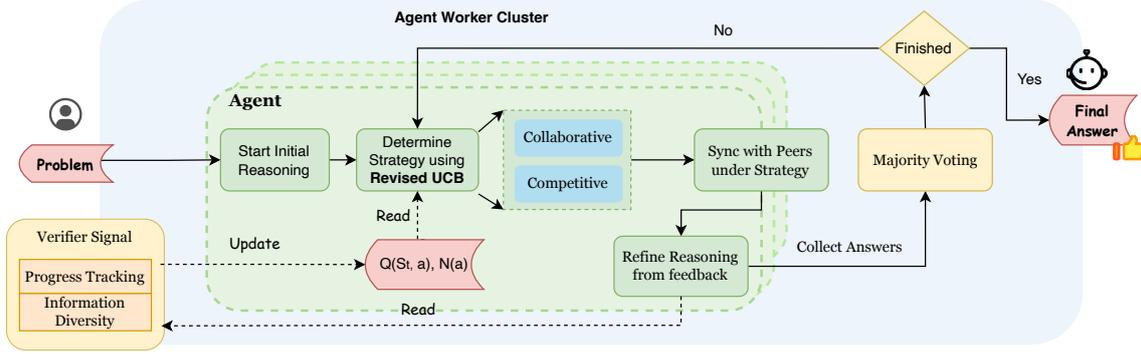 Agent Worker Cluster
No
Finished
Yes
Final
Answer
Agent
Problem
Start Initial
Reasoning
Determine
Strategy using
Revised UCB
Collaborative
Competitive
Sync with Peers
under Strategy
Majority Voting
Read
Verifier Signal
Progress Tracking
Information
Diversity
Update
Q(St, a), N(a)
Refine Reasoning
from feedback
Collect Answers
Read